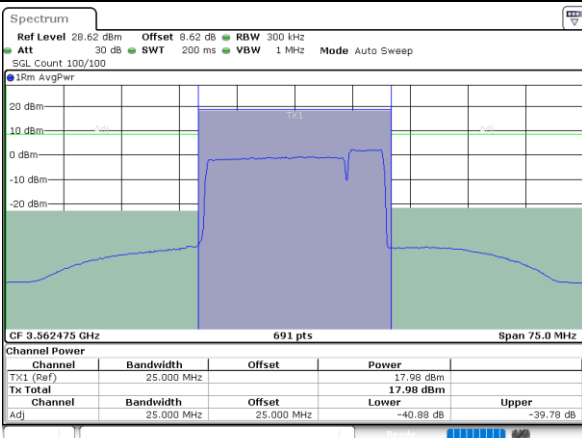 Spectrum
Ref Level 28.62 dBm Offset 8.62 dB RBW 300 kHz
Att 30 dB SWT 200 ms VBW 1 MHz Mode Auto Sweep
SGL Count 100/100
1Rm AvgPwr
20 dBm
TX1
10 dBm Adj Adj
0 dBm
-10 dBm
-20 dBm
CF 3.562475 GHz 691 pts Span 75.0 MHz
Channel Power
Channel Bandwidth Offset Power
TX1 (Ref) 25.000 MHz 17.98 dBm
Tx Total 17.98 dBm
Channel Bandwidth Offset Lower Upper
Adj 25.000 MHz 25.000 MHz -40.88 dB -39.78 dB